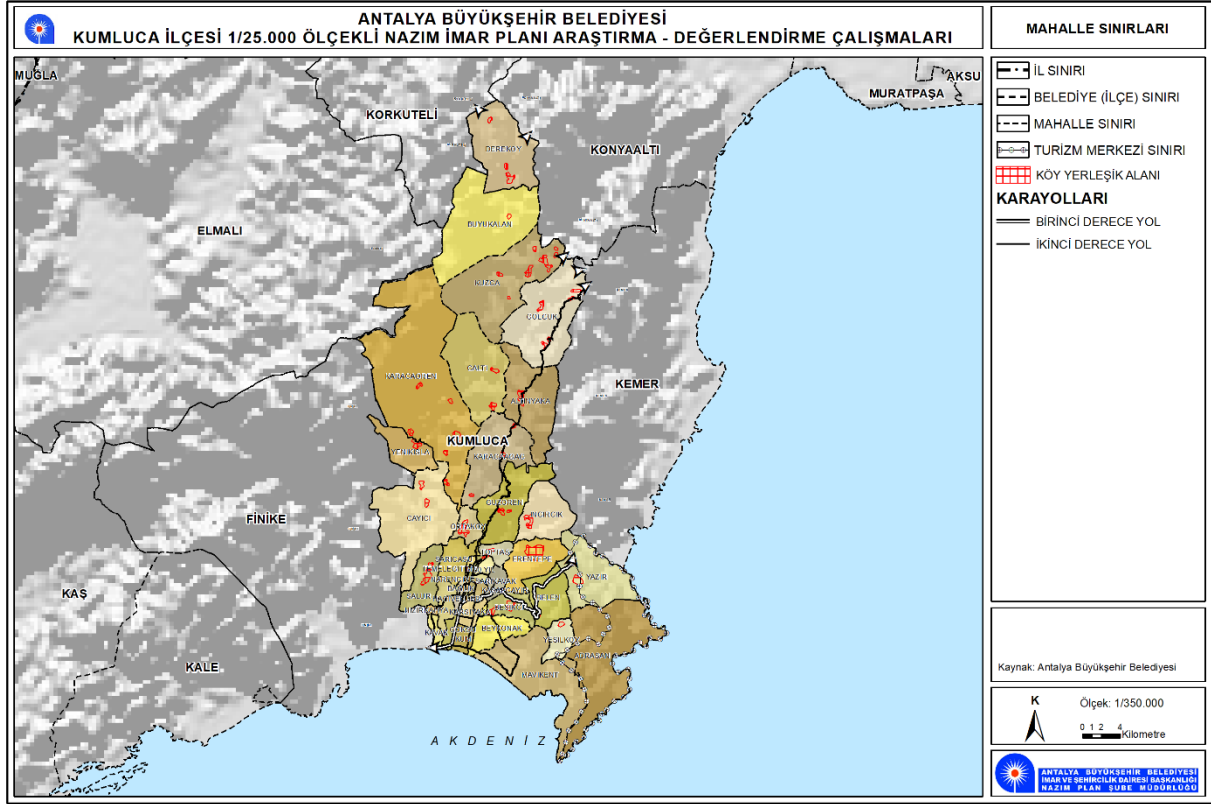 ANTALYA BÜYÜKŞEHİR BELEDİYESİ
KUMLUCA İLÇESİ 1/25.000 ÖLÇEKLİ NAZIM İMAR PLANI ARAŞTIRMA - DEĞERLENDİRME ÇALIŞMALARI
MAHALLE SINIRLARI
İL SINIRI
BELEDİYE (İLÇE) SINIRI
MAHALLE SINIRI
TURİZM MERKEZİ SINIRI
KÖY YERLEŞİK ALANI
KARAYOLLARI
BİRİNCİ DERECE YOL
İKİNCİ DERECE YOL
MUĞLA
AKSU
MURATPAŞA
KORKUTELİ
DEREKÖY
KONYAALTI
BÜYÜKALAN
ELMALI
KUZCA
GÖLCÜK
KARACAÖREN
KEMER
ALTINYAKA
KUMLUCA
YENİKIŞLA
GÜZÖREN
İNCİRCİK
ÇAYİÇİ
FİNİKE
ORTAKÖY
ERENTEPE
YAZIR
KAŞ
SALUR
BEYKONAK
YEŞİLKÖY
ADRASAN
MAVİKENT
KALE
AKDENİZ
Kaynak: Antalya Büyükşehir Belediyesi
K
Ölçek: 1/350.000
0 1 2 4
Kilometre
ANTALYA BÜYÜKŞEHİR BELEDİYESİ
İMAR VE ŞEHİRCİLİK DAİRESİ BAŞKANLIĞI
NAZIM PLAN ŞUBE MÜDÜRLÜĞÜ